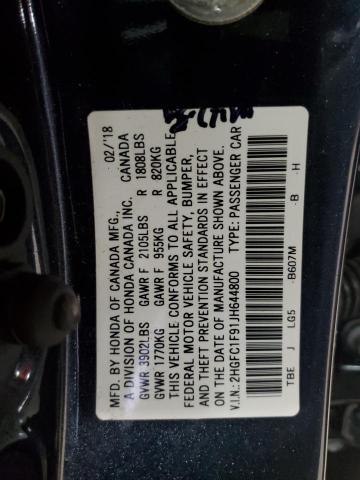 MFD. BY HONDA OF CANADA MFG., 02/'18
A DIVISION OF HONDA CANADA INC. CANADA
GVWR 3902LBS GAWR F 2105LBS R 1808LBS
GVWR 1770KG GAWR F 955KG R 820KG
THIS VEHICLE CONFORMS TO ALL APPLICABLE
FEDERAL MOTOR VEHICLE SAFETY, BUMPER,
AND THEFT PREVENTION STANDARDS IN EFFECT
ON THE DATE OF MANUFACTURE SHOWN ABOVE.
V.I.N.: 2HGFC1F91JH644800 TYPE: PASSENGER CAR
TBE J LG5 -B607M -B -H